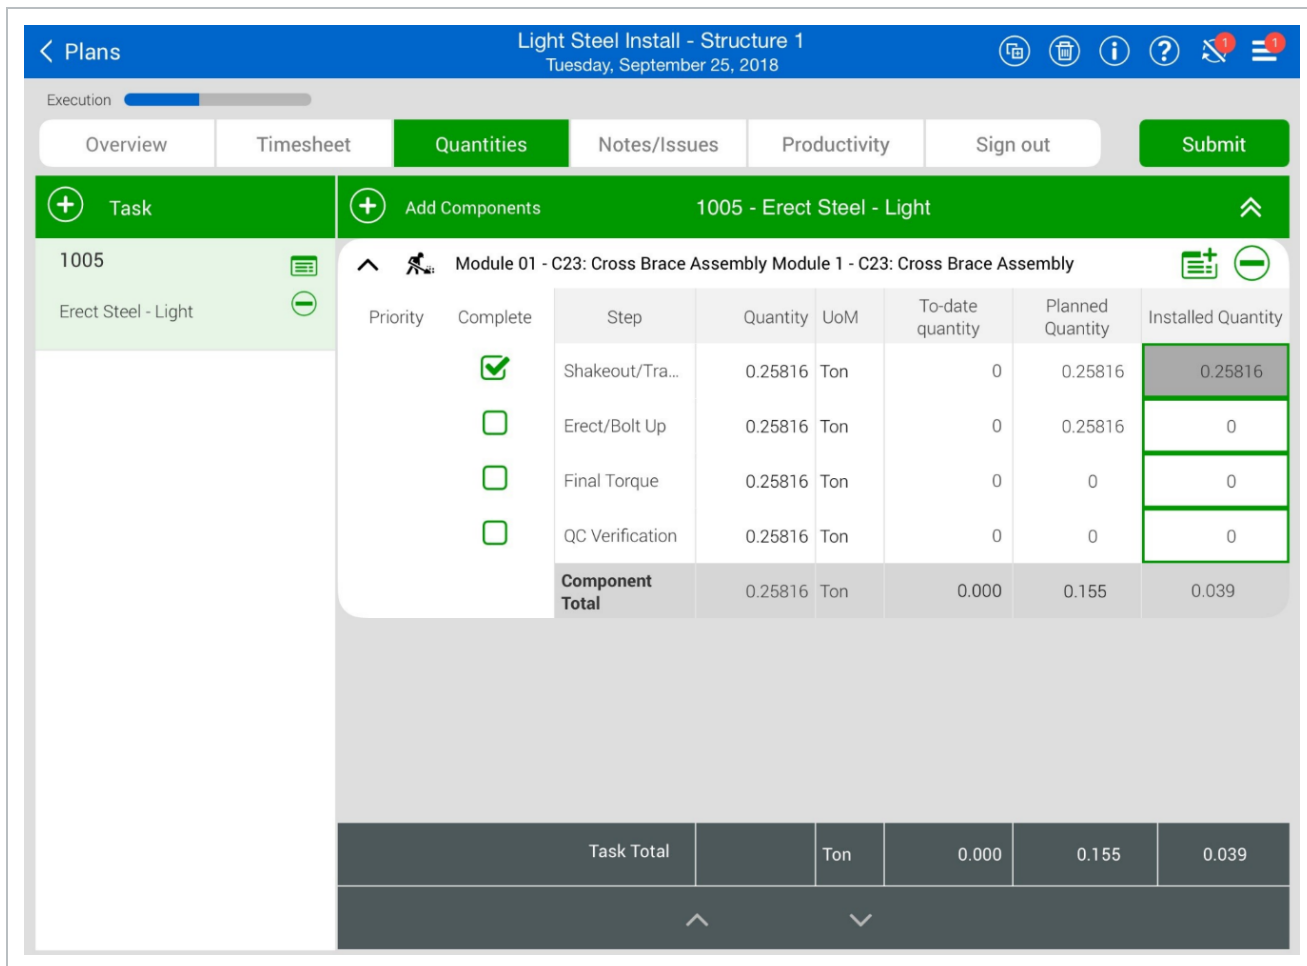 Plans
Light Steel Install - Structure 1
Tuesday, September 25, 2018
1
1
Execution
Overview
Timesheet
Quantities
Notes/Issues
Productivity
Sign out
Submit
Task
Add Components
1005 - Erect Steel - Light
1005
Erect Steel - Light
Module 01 - C23: Cross Brace Assembly Module 1 - C23: Cross Brace Assembly
Priority Complete Step Quantity UoM To-date quantity Planned Quantity Installed Quantity
Shakeout/Tra... 0.25816 Ton 0 0.25816 0.25816
Erect/Bolt Up 0.25816 Ton 0 0.25816 0
Final Torque 0.25816 Ton 0 0 0
QC Verification 0.25816 Ton 0 0 0
Component Total 0.25816 Ton 0.000 0.155 0.039
Task Total Ton 0.000 0.155 0.039